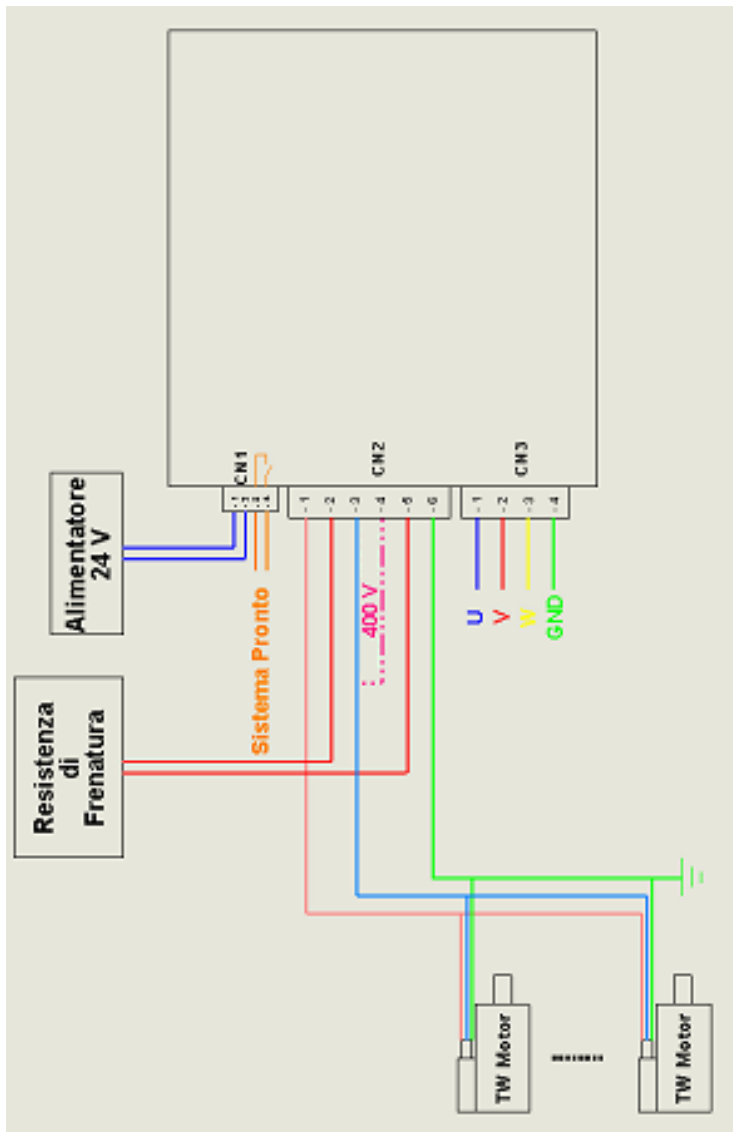 CN1
CN2
CN3
-1
-2
-3
-4
-1
-2
-3
-4
-5
-6
-1
-2
-3
-4
Alimentatore
24 V
Sistema Pronto
400 V
U
V
W
GND
Resistenza
di
Frenatura
TW Motor
TW Motor